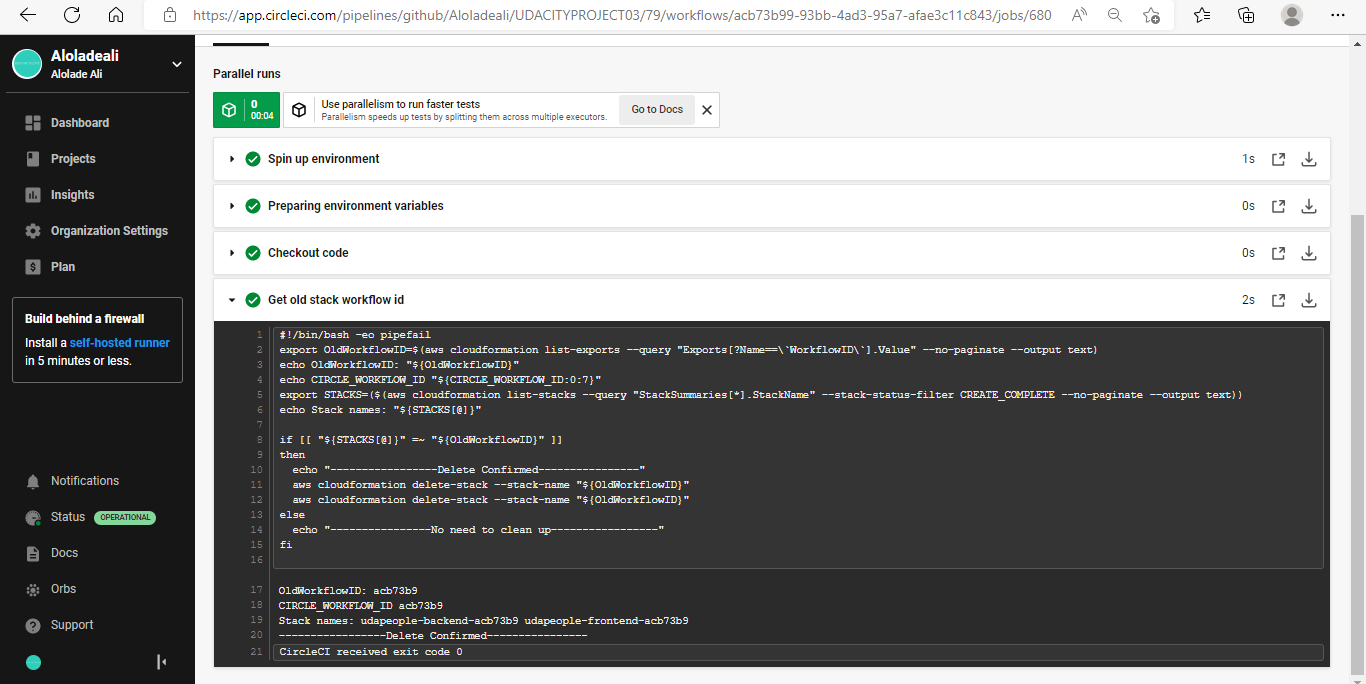 https://app.circleci.com/pipelines/github/Aloladeali/UDACITYPROJECT03/79/workflows/acb73b99-93bb-4ad3-95a7-afae3c11c843/jobs/680
Aloladeali
Alolade Ali
Dashboard
Projects
Insights
Organization Settings
Plan
Build behind a firewall
Install a self-hosted runner
in 5 minutes or less.
Notifications
Status OPERATIONAL
Docs
Orbs
Support
Parallel runs
0
00:04
Use parallelism to run faster tests
Parallelism speeds up tests by splitting them across multiple executors.
Go to Docs
Spin up environment 1s
Preparing environment variables 0s
Checkout code 0s
Get old stack workflow id 2s
1 #!/bin/bash -eo pipefail
2 export OldWorkflowID=$(aws cloudformation list-exports --query "Exports[?Name==\`WorkflowID\`].Value" --no-paginate --output text)
3 echo OldWorkflowID: "${OldWorkflowID}"
4 echo CIRCLE_WORKFLOW_ID "${CIRCLE_WORKFLOW_ID:0:7}"
5 export STACKS=($(aws cloudformation list-stacks --query "StackSummaries[*].StackName" --stack-status-filter CREATE_COMPLETE --no-paginate --output text))
6 echo Stack names: "${STACKS[@]}"
7
8 if [[ "${STACKS[@]}" =~ "${OldWorkflowID}" ]]
9 then
10   echo "-----------------Delete Confirmed----------------"
11   aws cloudformation delete-stack --stack-name "${OldWorkflowID}"
12   aws cloudformation delete-stack --stack-name "${OldWorkflowID}"
13 else
14   echo "----------------No need to clean up-----------------"
15 fi
16
17 OldWorkflowID: acb73b9
18 CIRCLE_WORKFLOW_ID acb73b9
19 Stack names: udapeople-backend-acb73b9 udapeople-frontend-acb73b9
20 -----------------Delete Confirmed----------------
21 CircleCI received exit code 0